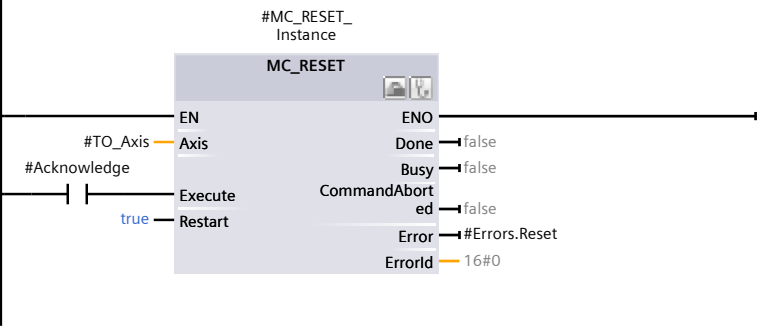 #MC_RESET_
Instance
MC_RESET
EN ENO
#TO_Axis Axis Done false
#Acknowledge Busy false
Execute CommandAbort
ed false
true Restart
Error #Errors.Reset
ErrorId 16#0